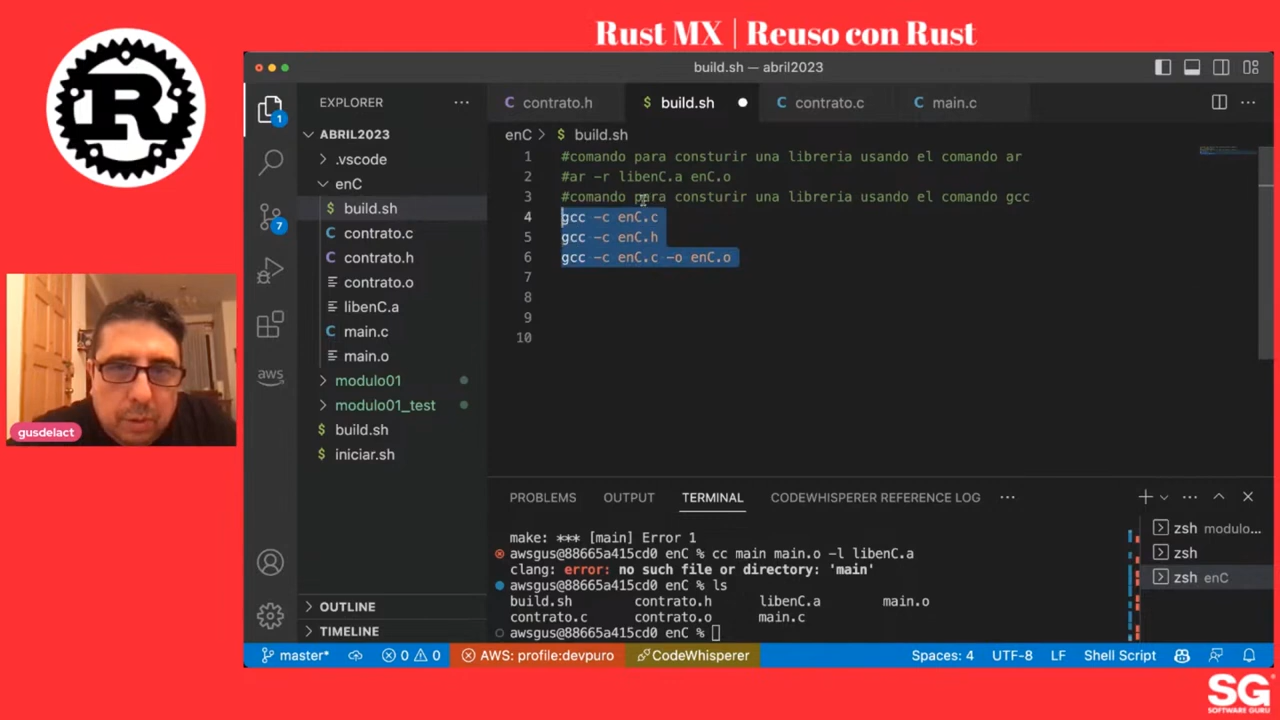 Rust MX | Reuso con Rust
R
build.sh — abril2023
EXPLORER
ABRIL2023
.vscode
enC
build.sh
contrato.c
contrato.h
contrato.o
libenC.a
main.c
main.o
modulo01
modulo01_test
build.sh
iniciar.sh
OUTLINE
TIMELINE
1
7
aws
contrato.h
build.sh
contrato.c
main.c
enC > $ build.sh
1 #comando para consturir una libreria usando el comando ar
2 #ar -r libenC.a enC.o
3 #comando para consturir una libreria usando el comando gcc
4 gcc -c enC.c
5 gcc -c enC.h
6 gcc -c enC.c -o enC.o
7
8
9
10
PROBLEMS OUTPUT TERMINAL CODEWHISPERER REFERENCE LOG
make: *** [main] Error 1
awsgus@88665a415cd0 enC % cc main main.o -l libenC.a
clang: error: no such file or directory: 'main'
awsgus@88665a415cd0 enC % ls
build.sh contrato.h libenC.a main.o
contrato.c contrato.o main.c
awsgus@88665a415cd0 enC %
zsh modulo...
zsh
zsh enC
master* 0 0 AWS: profile:devpuro CodeWhisperer Spaces: 4 UTF-8 LF Shell Script
gusdelact
SG
SOFTWARE GURU